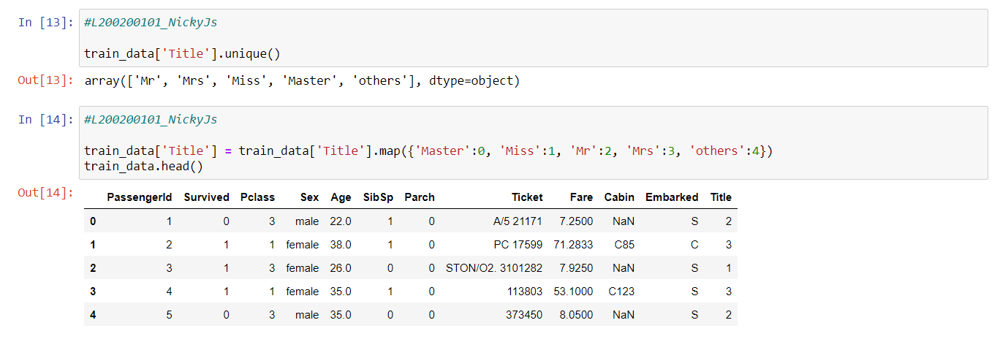 In [13]: #L200200101_NickyJs
train_data['Title'].unique()
Out[13]: array(['Mr', 'Mrs', 'Miss', 'Master', 'others'], dtype=object)
In [14]: #L200200101_NickyJs
train_data['Title'] = train_data['Title'].map({'Master':0, 'Miss':1, 'Mr':2, 'Mrs':3, 'others':4})
train_data.head()
Out[14]:
PassengerId Survived Pclass Sex Age SibSp Parch Ticket Fare Cabin Embarked Title
0 1 0 3 male 22.0 1 0 A/5 21171 7.2500 NaN S 2
1 2 1 1 female 38.0 1 0 PC 17599 71.2833 C85 C 3
2 3 1 3 female 26.0 0 0 STON/O2. 3101282 7.9250 NaN S 1
3 4 1 1 female 35.0 1 0 113803 53.1000 C123 S 3
4 5 0 3 male 35.0 0 0 373450 8.0500 NaN S 2